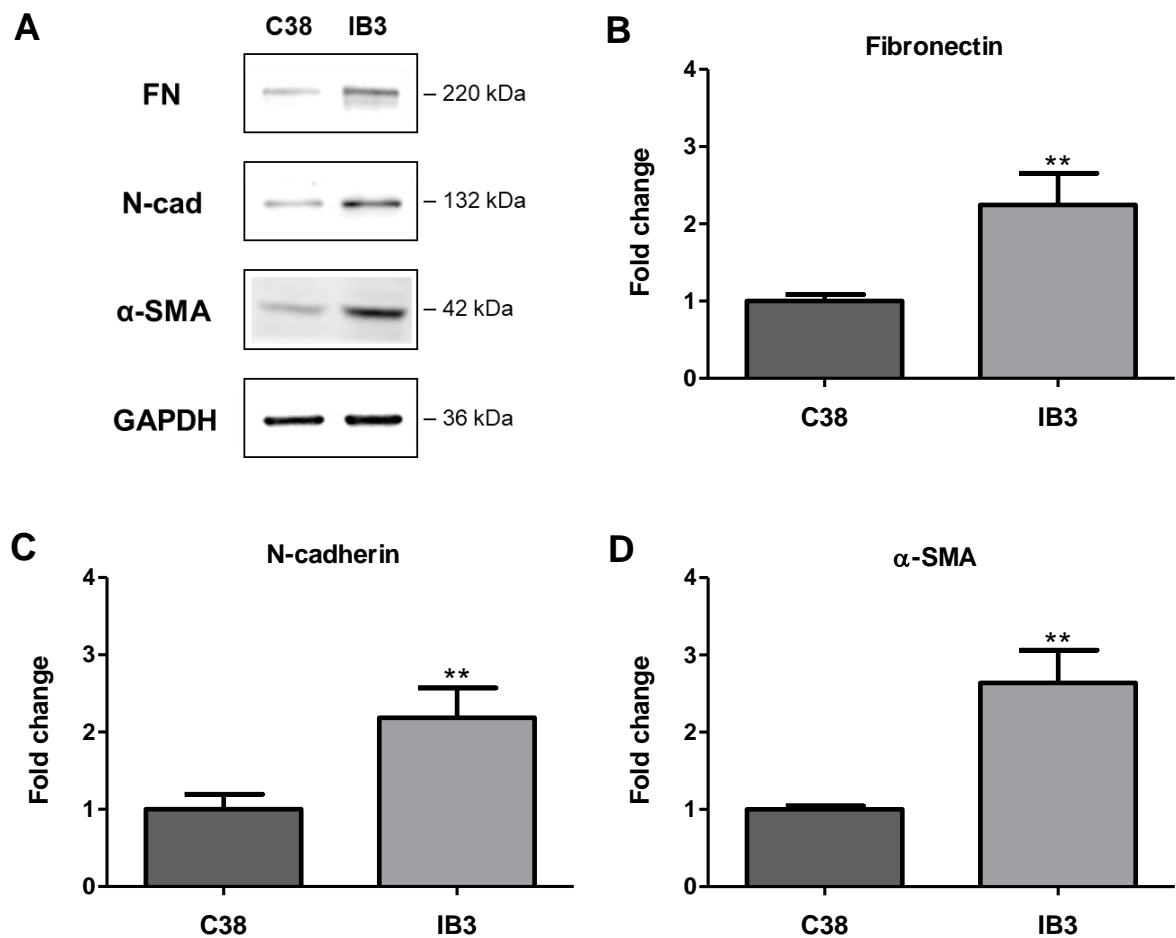 A
C38 IB3
FN – 220 kDa
N-cad – 132 kDa
α-SMA – 42 kDa
GAPDH – 36 kDa
B
Fibronectin
Fold change
4
3
2
1
0
**
C38 IB3
C
N-cadherin
Fold change
4
3
2
1
0
**
C38 IB3
D
α-SMA
Fold change
4
3
2
1
0
**
C38 IB3